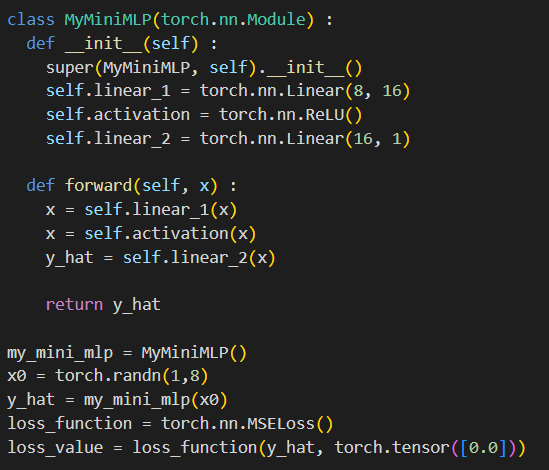 class MyMiniMLP(torch.nn.Module) :
  def __init__(self) :
    super(MyMiniMLP, self).__init__()
    self.linear_1 = torch.nn.Linear(8, 16)
    self.activation = torch.nn.ReLU()
    self.linear_2 = torch.nn.Linear(16, 1)

  def forward(self, x) :
    x = self.linear_1(x)
    x = self.activation(x)
    y_hat = self.linear_2(x)

    return y_hat

my_mini_mlp = MyMiniMLP()
x0 = torch.randn(1,8)
y_hat = my_mini_mlp(x0)
loss_function = torch.nn.MSELoss()
loss_value = loss_function(y_hat, torch.tensor([0.0]))